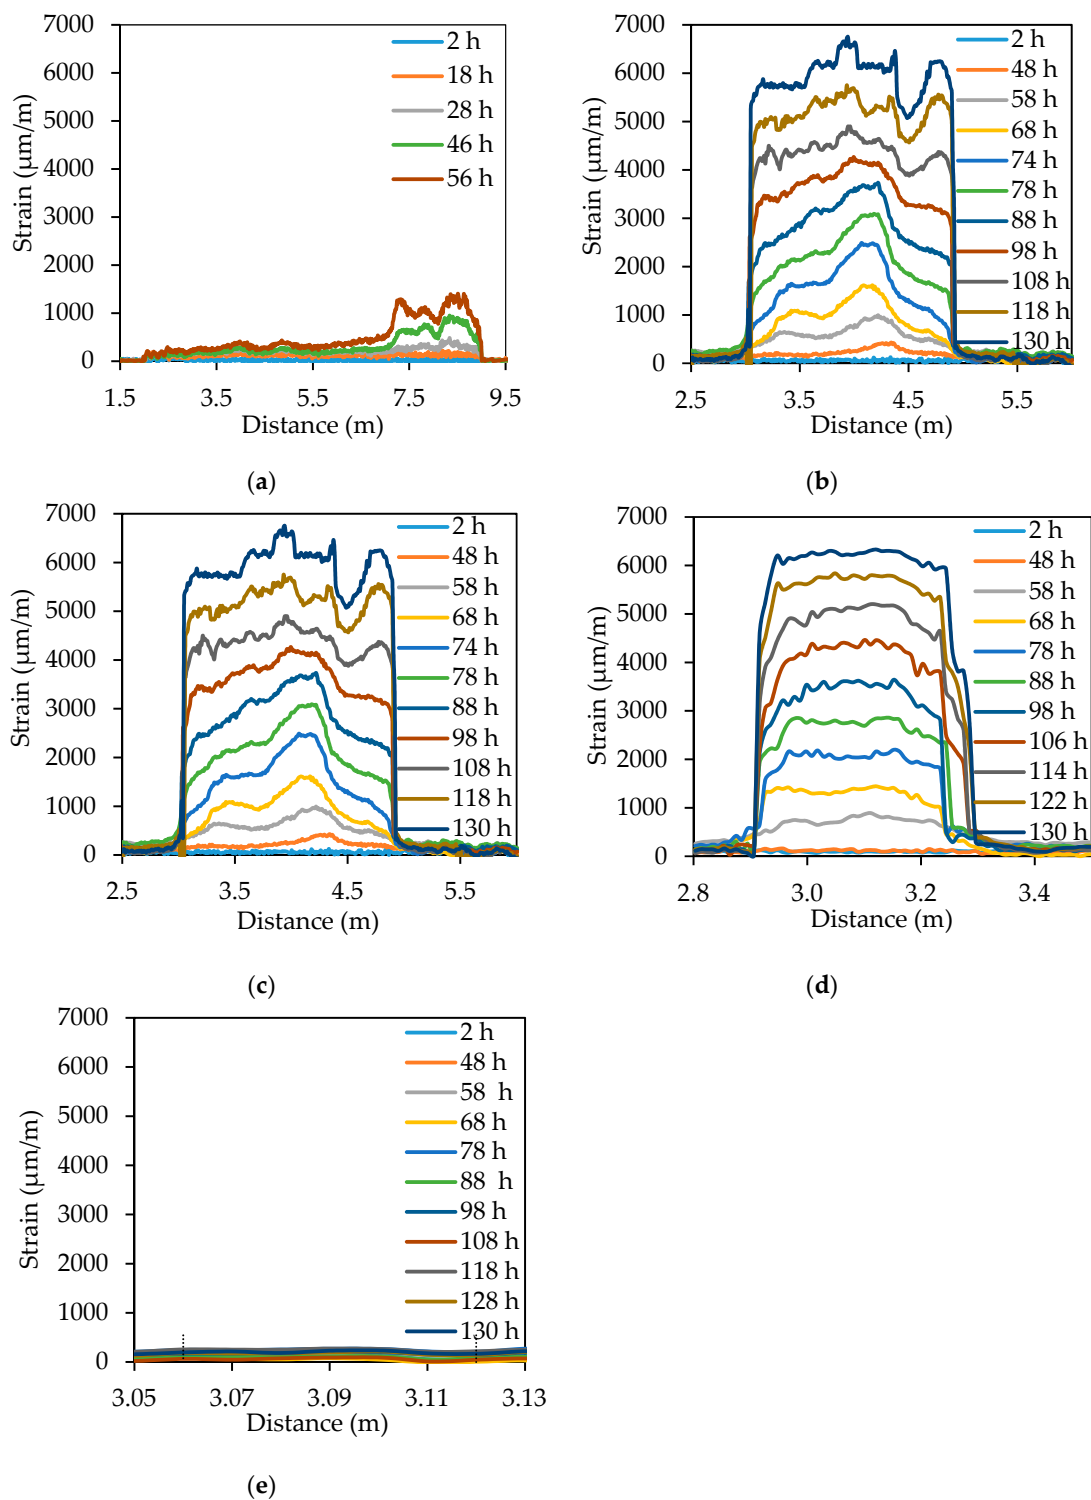 7000
6000
5000
4000
3000
2000
1000
0
Strain (µm/m)
2 h
18 h
28 h
46 h
56 h
1.5 3.5 5.5 7.5 9.5
Distance (m)
(a)
7000
6000
5000
4000
3000
2000
1000
0
Strain (µm/m)
2 h
48 h
58 h
68 h
74 h
78 h
88 h
98 h
108 h
118 h
130 h
2.5 3.5 4.5 5.5
Distance (m)
(b)
7000
6000
5000
4000
3000
2000
1000
0
Strain (µm/m)
2 h
48 h
58 h
68 h
74 h
78 h
88 h
98 h
108 h
118 h
130 h
2.5 3.5 4.5 5.5
Distance (m)
(c)
7000
6000
5000
4000
3000
2000
1000
0
Strain (µm/m)
2 h
48 h
58 h
68 h
78 h
88 h
98 h
106 h
114 h
122 h
130 h
2.8 3.0 3.2 3.4
Distance (m)
(d)
7000
6000
5000
4000
3000
2000
1000
0
Strain (µm/m)
2 h
48 h
58 h
68 h
78 h
88 h
98 h
108 h
118 h
128 h
130 h
3.05 3.07 3.09 3.11 3.13
Distance (m)
(e)